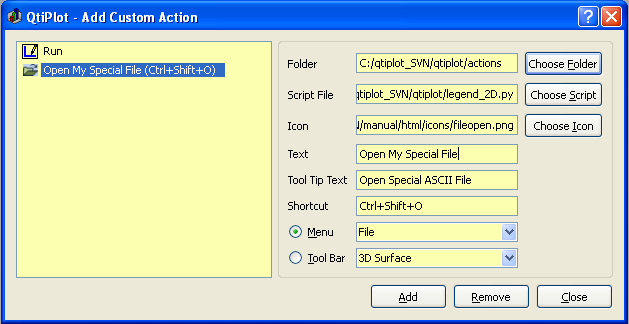 QtiPlot - Add Custom Action
Run
Open My Special File (Ctrl+Shift+O)
Folder C:/qtiplot_SVN/qtiplot/actions Choose Folder
Script File qtiplot_SVN/qtiplot/legend_2D.py Choose Script
Icon /manual/html/icons/fileopen.png Choose Icon
Text Open My Special File
Tool Tip Text Open Special ASCII File
Shortcut Ctrl+Shift+O
Menu File
Tool Bar 3D Surface
Add Remove Close